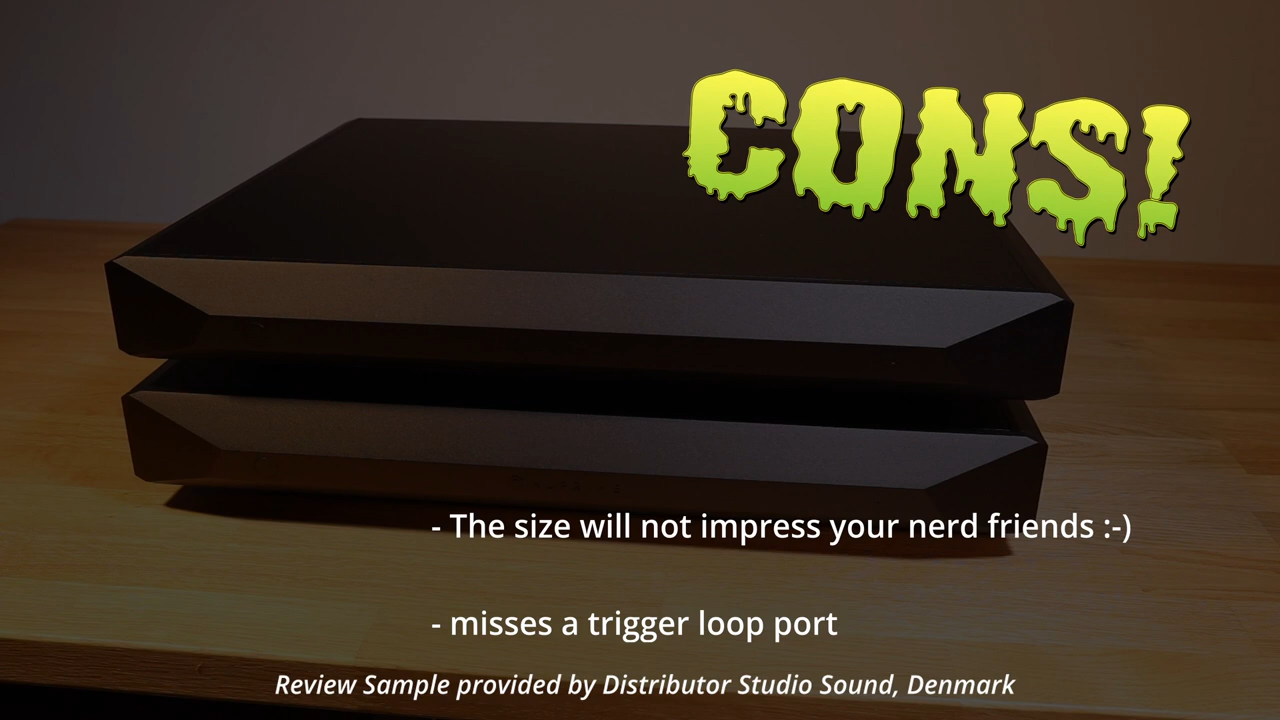 CONS!
- The size will not impress your nerd friends :-)
- misses a trigger loop port
Review Sample provided by Distributor Studio Sound, Denmark